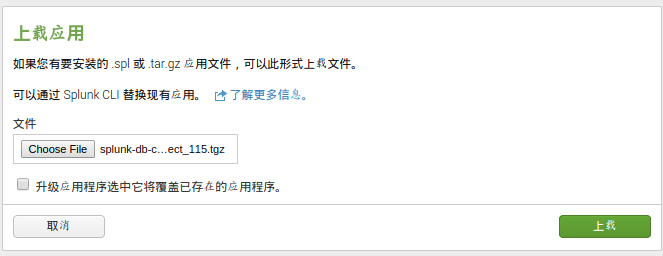 上载应用
如果您有要安装的 .spl 或 .tar.gz 应用文件，可以此形式上载文件。
可以通过 Splunk CLI 替换现有应用。 了解更多信息。
文件
Choose File splunk-db-c...ect_115.tgz
升级应用程序选中它将覆盖已存在的应用程序。
取消 上载